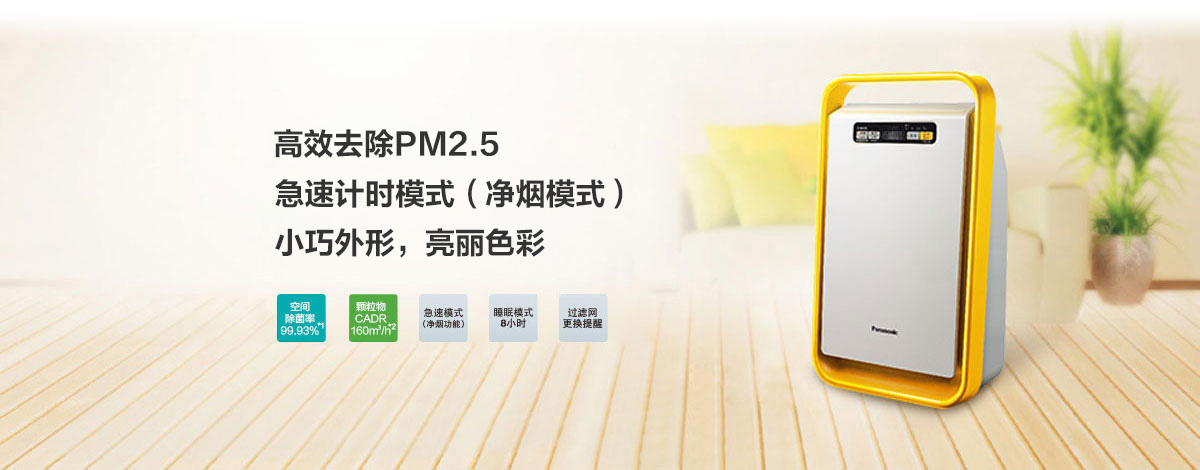 高效去除PM2.5
急速计时模式（净烟模式）
小巧外形，亮丽色彩
空间
除菌率
99.93%*1
颗粒物
CADR
160m³/h*2
急速模式
（净烟功能）
睡眠模式
8小时
过滤网
更换提醒
Panasonic